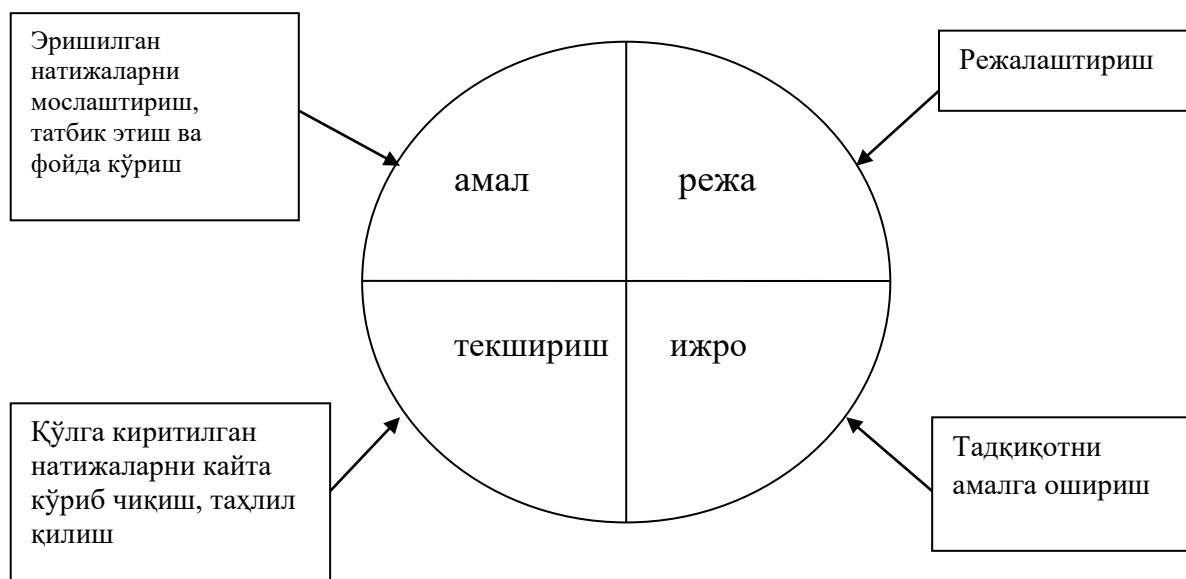 Эришилган
натижаларни
мослаштириш,
татбик этиш ва
фойда кўриш
Режалаштириш
амал
режа
текшириш
ижро
Қўлга киритилган
натижаларни кайта
кўриб чиқиш, таҳлил
қилиш
Тадқиқотни
амалга ошириш